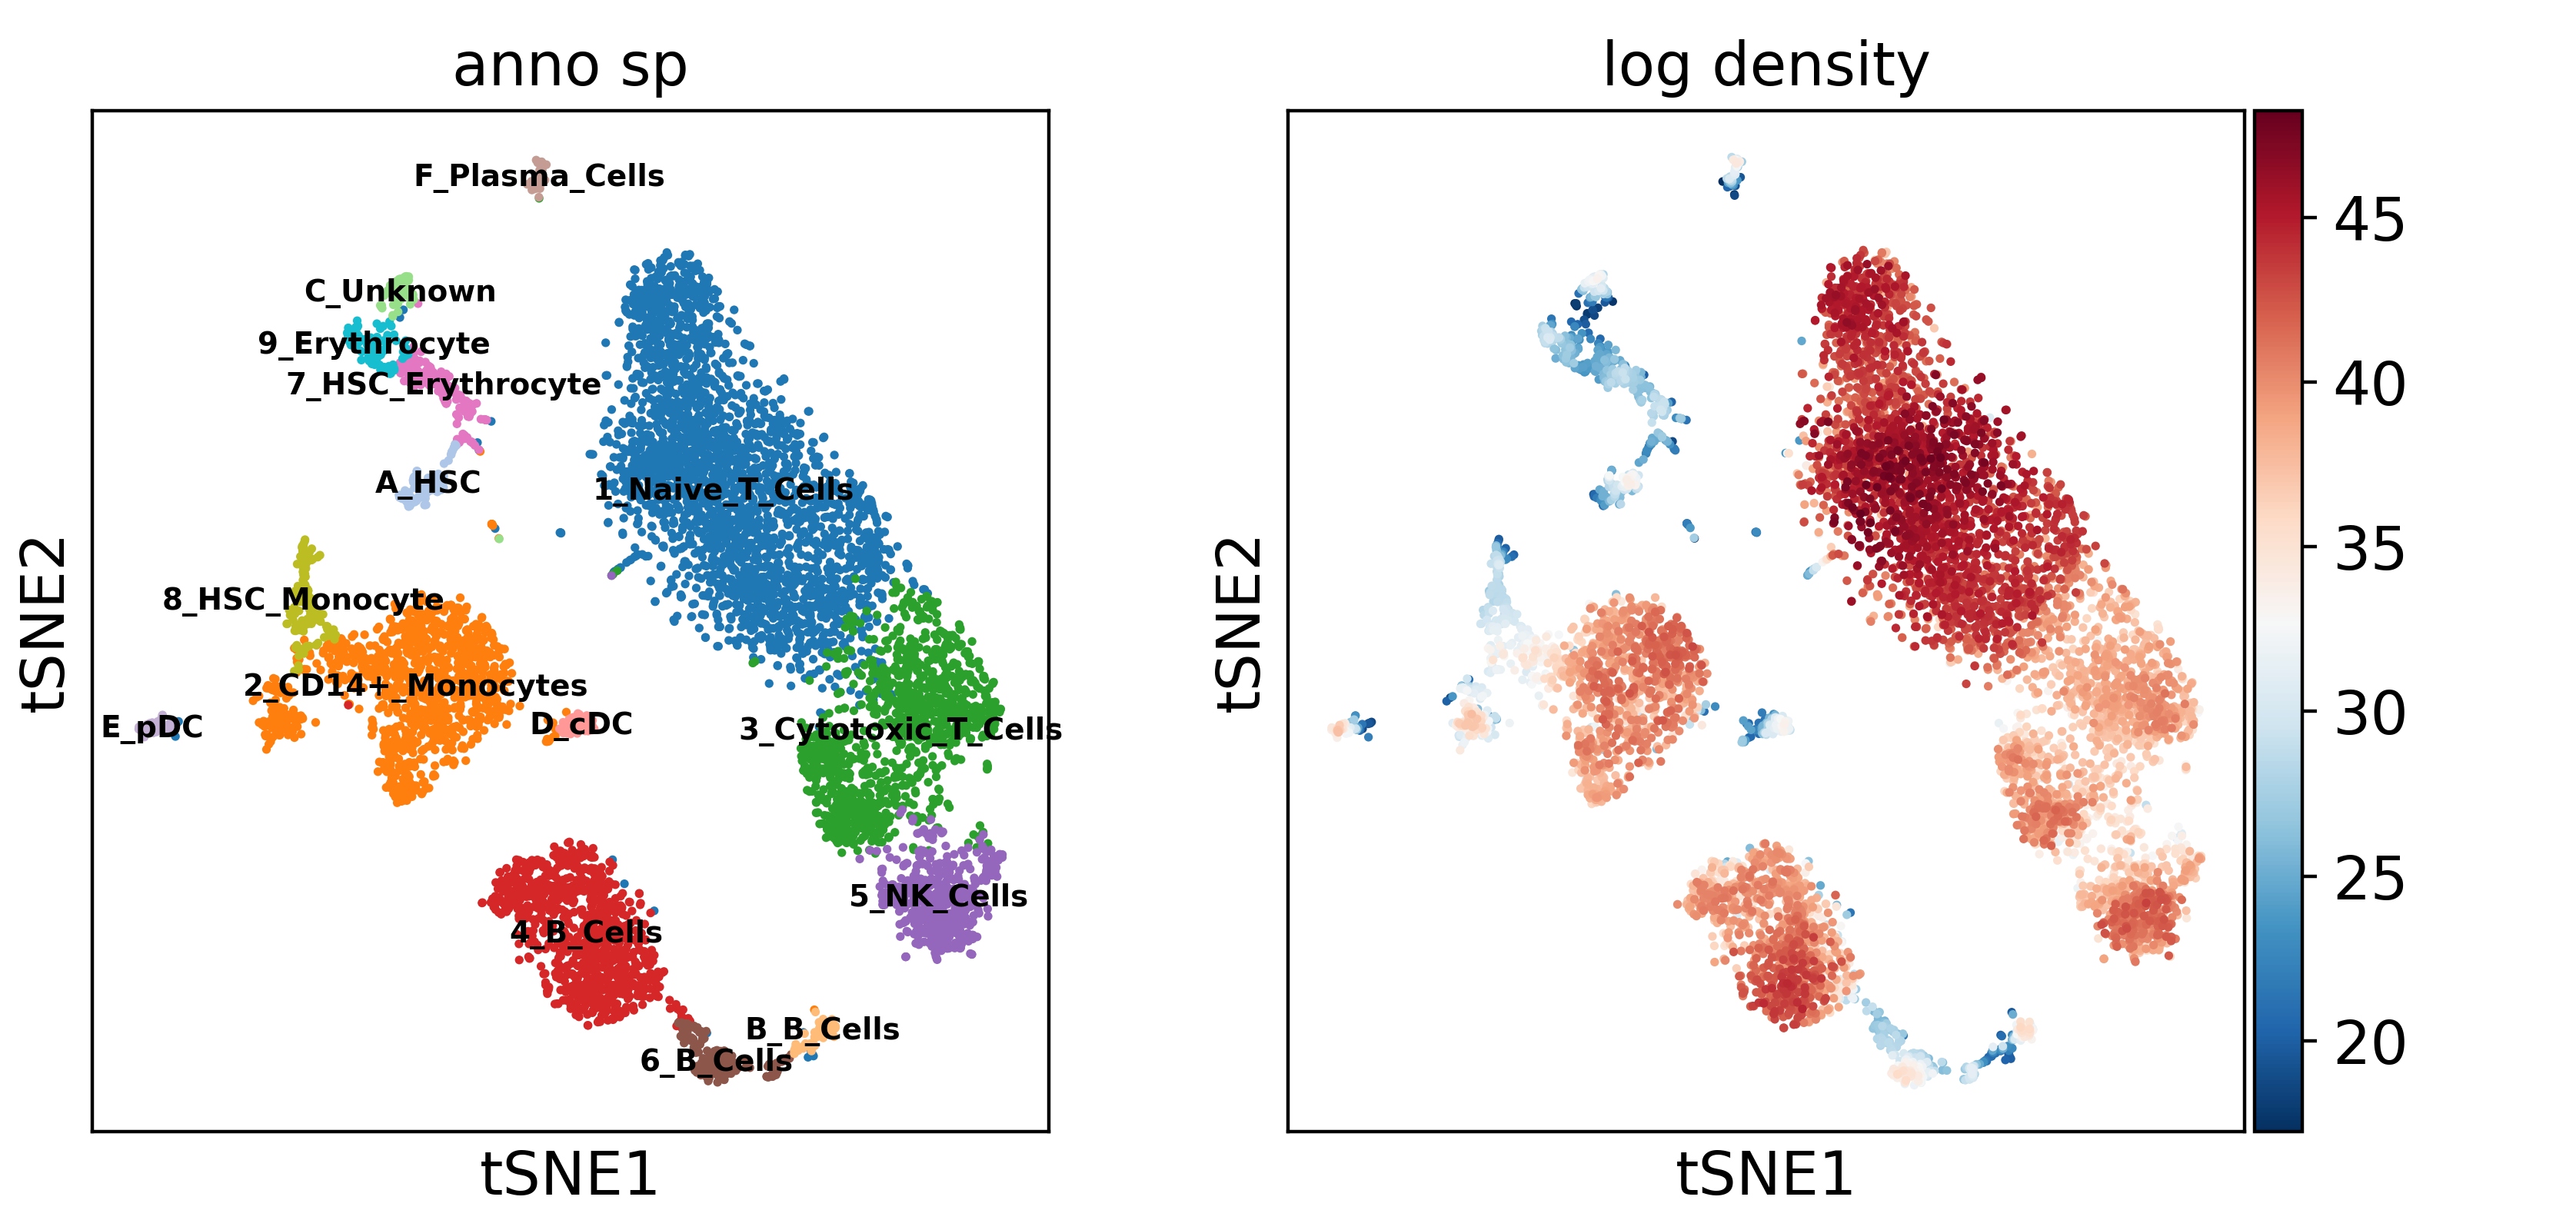 anno sp
F_Plasma_Cells
C_Unknown
9_Erythrocyte
7_HSC_Erythrocyte
A_HSC
1_Naive_T_Cells
8_HSC_Monocyte
2_CD14+_Monocytes
E_pDC
D_cDC
3_Cytotoxic_T_Cells
5_NK_Cells
4_B_Cells
B_B_Cells
6_B_Cells
tSNE2
tSNE1
log density
tSNE2
tSNE1
45
40
35
30
25
20